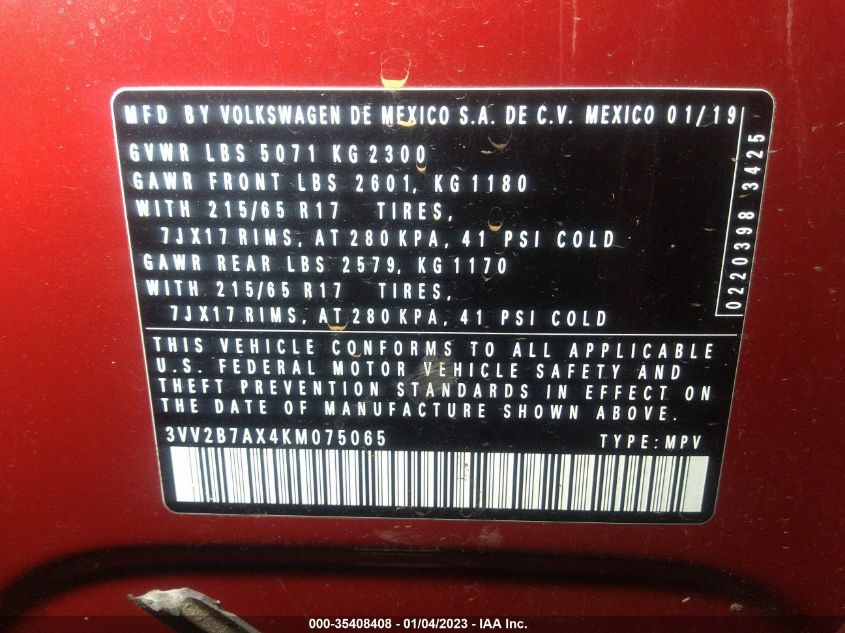 MFD BY VOLKSWAGEN DE MEXICO S.A. DE C.V. MEXICO 01/19
GVWR LBS 5071 KG 2300
GAWR FRONT LBS 2601, KG 1180
WITH 215/65 R17 TIRES,
7JX17 RIMS, AT 280 KPA, 41 PSI COLD
GAWR REAR LBS 2579, KG 1170
WITH 215/65 R17 TIRES,
7JX17 RIMS, AT 280 KPA, 41 PSI COLD
0220398 3425
THIS VEHICLE CONFORMS TO ALL APPLICABLE
U.S. FEDERAL MOTOR VEHICLE SAFETY AND
THEFT PREVENTION STANDARDS IN EFFECT ON
THE DATE OF MANUFACTURE SHOWN ABOVE.
3VV2B7AX4KM075065 TYPE: MPV
000-35408408 - 01/04/2023 - IAA Inc.